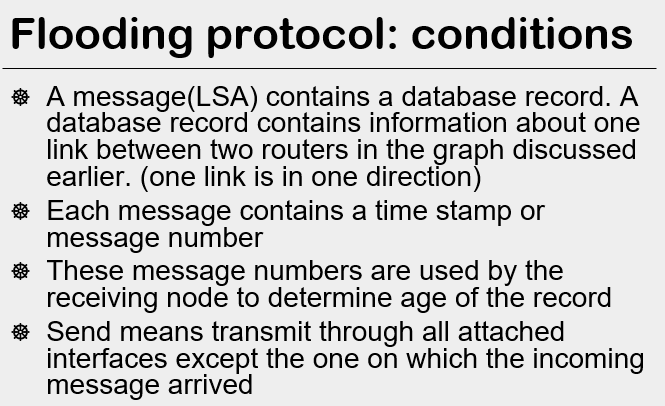 Flooding protocol: conditions
A message(LSA) contains a database record. A
database record contains information about one
link between two routers in the graph discussed
earlier. (one link is in one direction)
Each message contains a time stamp or
message number
These message numbers are used by the
receiving node to determine age of the record
Send means transmit through all attached
interfaces except the one on which the incoming
message arrived